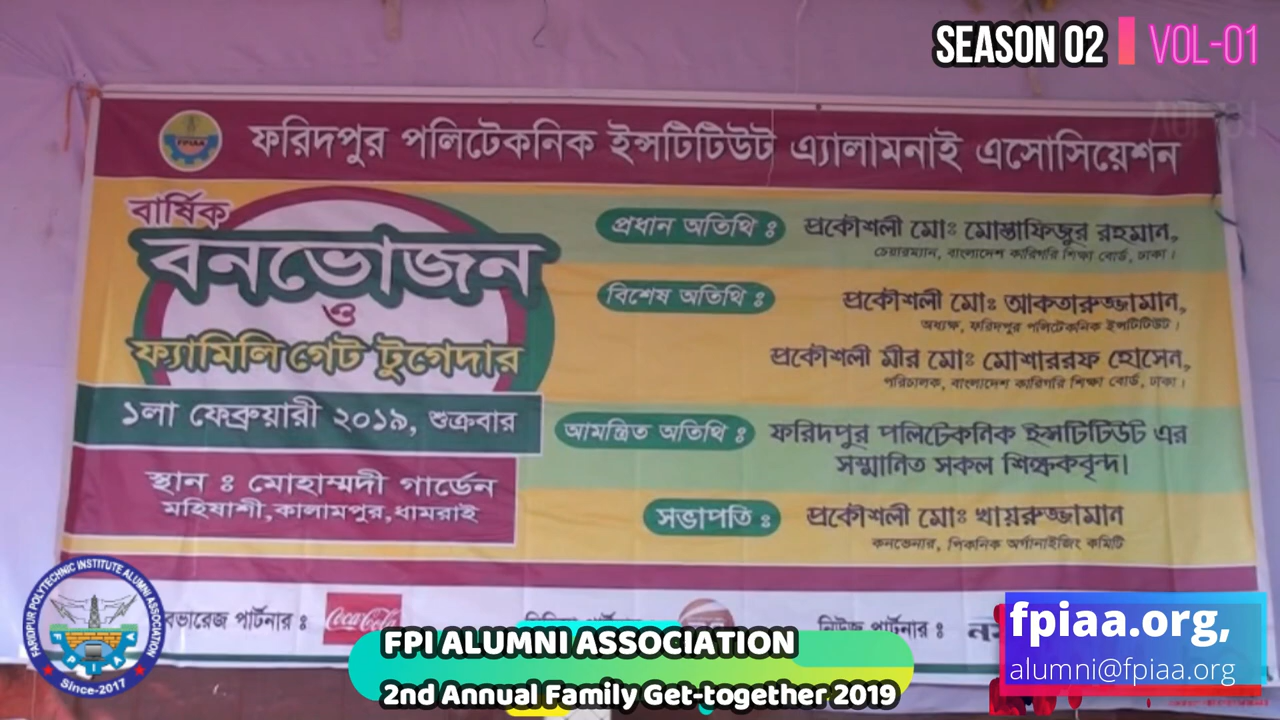 SEASON 02 VOL-01
FPIAA
ফরিদপুর পলিটেকনিক ইন্সটিটিউট এ্যালামনাই এসোসিয়েশন
বার্ষিক
বনভোজন
ও
ফ্যামিলি গেট টুগেদার
১লা ফেব্রুয়ারী ২০১৯, শুক্রবার
স্থান ঃ মোহাম্মদী গার্ডেন
মহিষাশী,কালামপুর,ধামরাই
প্রধান অতিথি ঃ প্রকৌশলী মোঃ মোস্তাফিজুর রহমান,
চেয়ারম্যান, বাংলাদেশ কারিগরি শিক্ষা বোর্ড, ঢাকা।
বিশেষ অতিথি ঃ প্রকৌশলী মোঃ আকতারুজ্জামান,
অধ্যক্ষ, ফরিদপুর পলিটেকনিক ইন্সটিটিউট।
প্রকৌশলী মীর মোঃ মোশাররফ হোসেন,
পরিচালক, বাংলাদেশ কারিগরি শিক্ষা বোর্ড, ঢাকা।
আমন্ত্রিত অতিথি ঃ ফরিদপুর পলিটেকনিক ইন্সটিটিউট এর
সম্মানিত সকল শিক্ষকবৃন্দ।
সভাপতি ঃ প্রকৌশলী মোঃ খায়রুজ্জামান
কনভেনার, পিকনিক অর্গানাইজিং কমিটি
পার্টনার ঃ Coca-Cola নিউজ পার্টনার ঃ
FARIDPUR POLYTECHNIC INSTITUTE ALUMNI ASSOCIATION
FPIA
Since-2017
FPI ALUMNI ASSOCIATION
2nd Annual Family Get-together 2019
fpiaa.org,
alumni@fpiaa.org